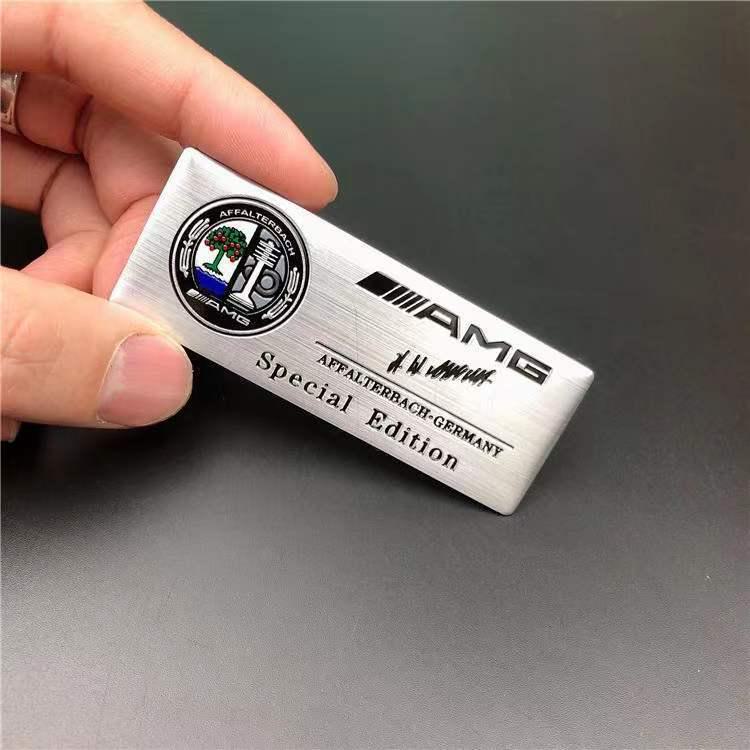 AFFALTERBACH
AMG
AMG
AFFALTERBACH-GERMANY
Special Edition